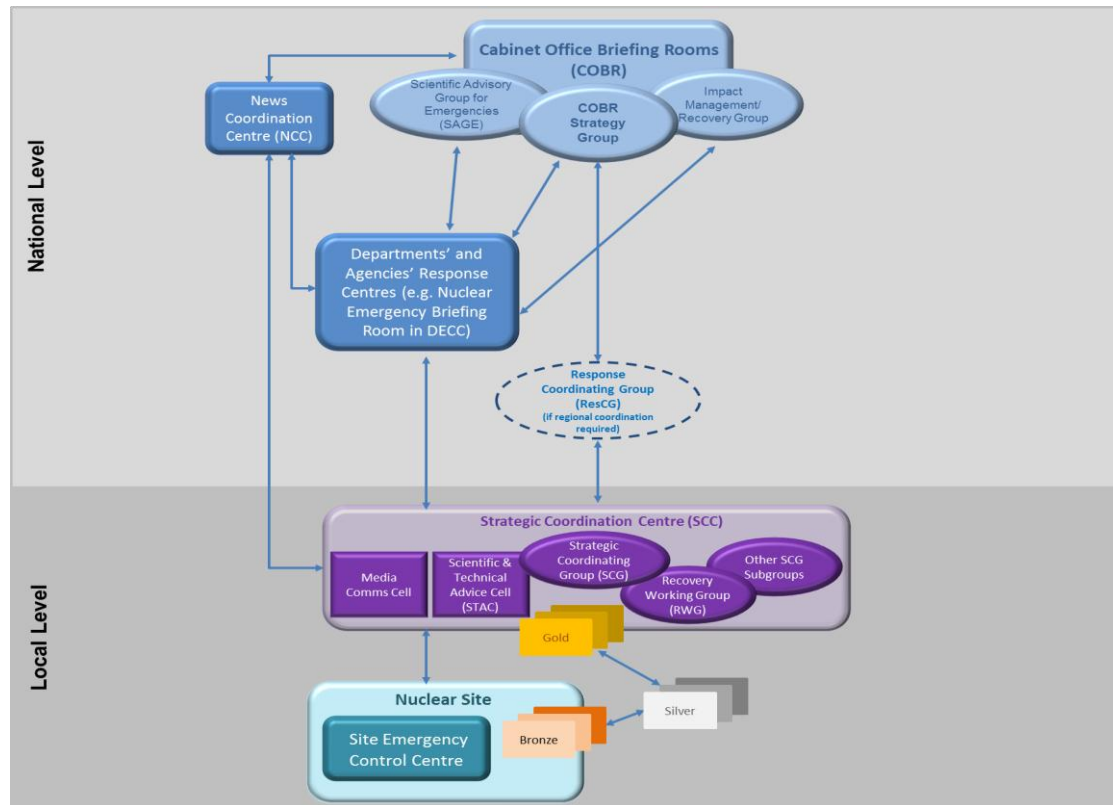 National Level
Cabinet Office Briefing Rooms
(COBR)
Scientific Advisory
Group for
Emergencies
(SAGE)
COBR
Strategy
Group
Impact
Management/
Recovery Group
News
Coordination
Centre (NCC)
Departments’ and
Agencies’ Response
Centres (e.g. Nuclear
Emergency Briefing
Room in DECC)
Response
Coordinating Group
(ResCG)
(if regional coordination
required)
Local Level
Strategic Coordination Centre (SCC)
Media
Comms Cell
Scientific &
Technical
Advice Cell
(STAC)
Strategic
Coordinating
Group (SCG)
Recovery
Working Group
(RWG)
Other SCG
Subgroups
Gold
Silver
Bronze
Nuclear Site
Site Emergency
Control Centre